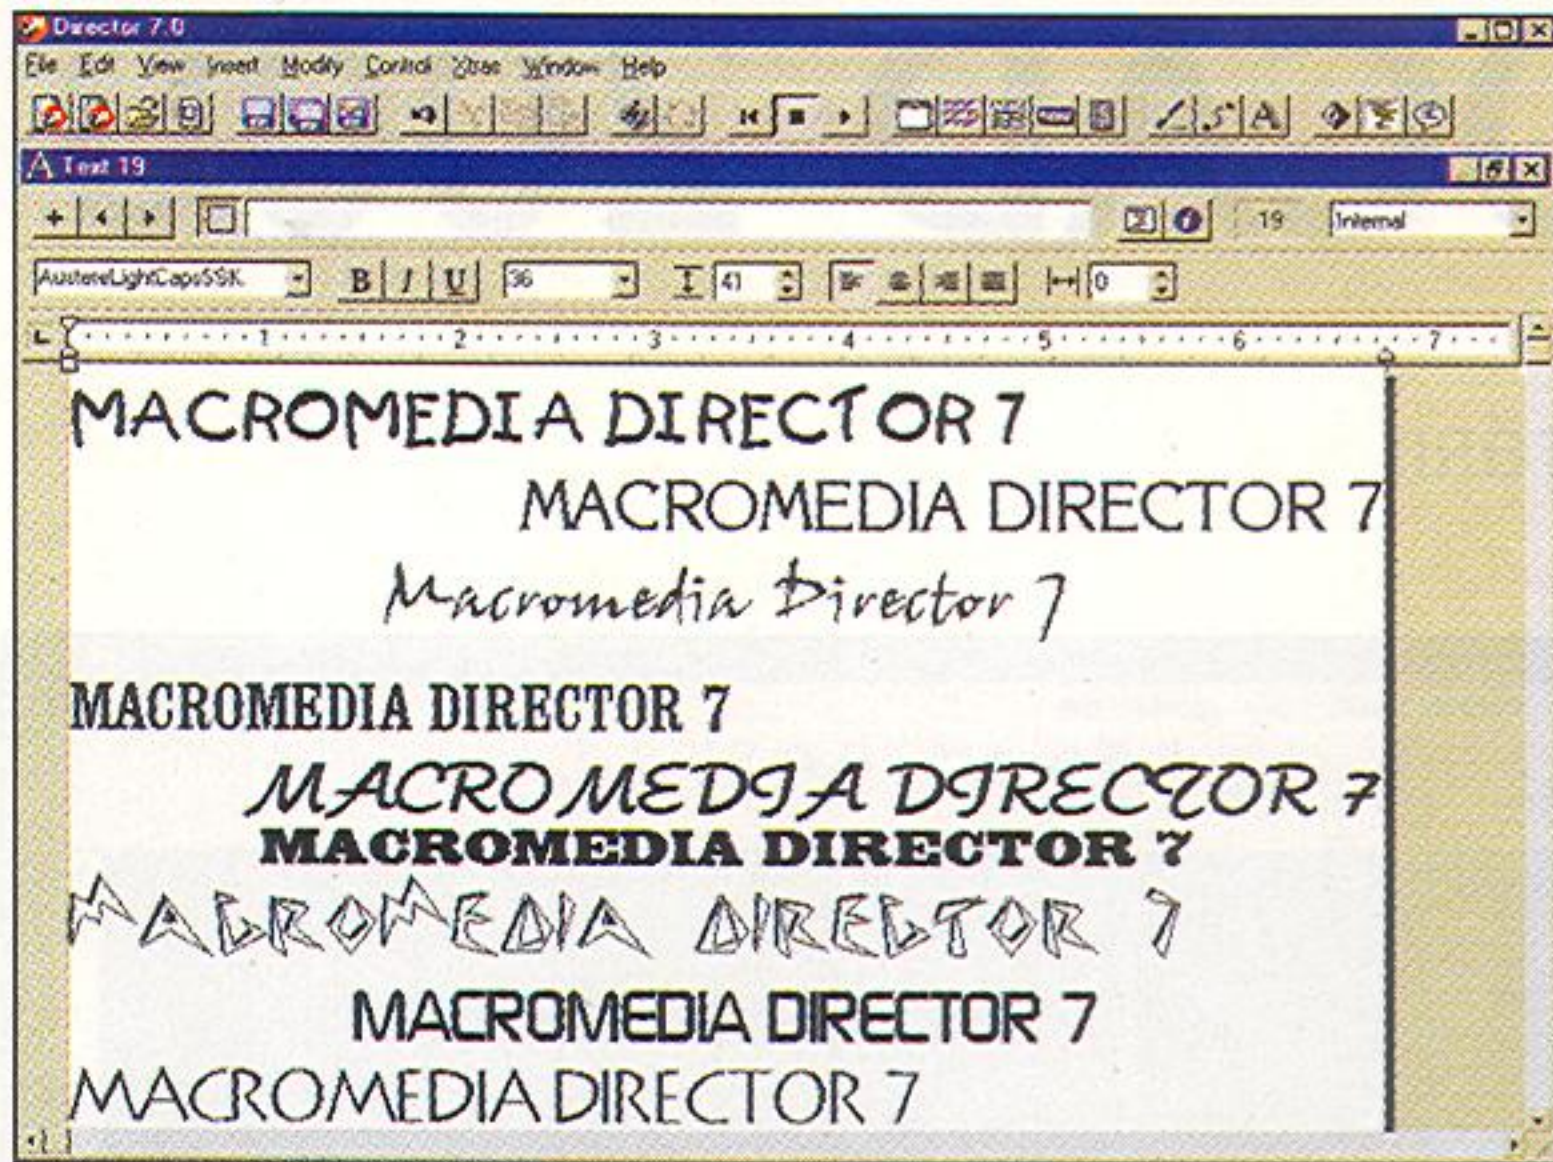 Director 7.0
File Edit View Insert Modify Control Xtras Window Help
Text 19
19 Internal
AustereLightCapsSSK B I U 36 41 0
1 2 3 4 5 6 7
MACROMEDIA DIRECTOR 7
MACROMEDIA DIRECTOR 7
Macromedia Director 7
MACROMEDIA DIRECTOR 7
MACROMEDIA DIRECTOR 7
MACROMEDIA DIRECTOR 7
MACROMEDIA DIRECTOR 7
MACROMEDIA DIRECTOR 7
MACROMEDIA DIRECTOR 7